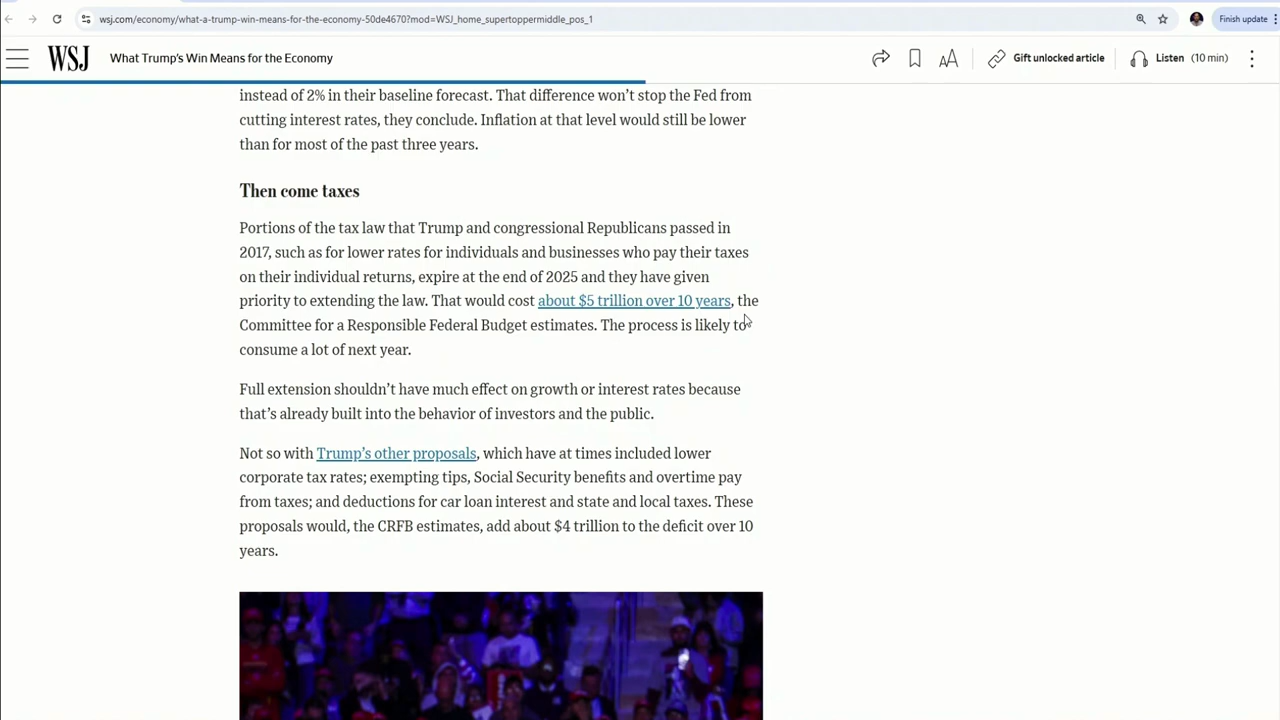 wsj.com/economy/what-a-trump-win-means-for-the-economy-50de4670?mod=WSJ_home_supertoppermiddle_pos_1
Finish update
WSJ
What Trump's Win Means for the Economy
Gift unlocked article
Listen (10 min)
instead of 2% in their baseline forecast. That difference won't stop the Fed from
cutting interest rates, they conclude. Inflation at that level would still be lower
than for most of the past three years.
Then come taxes
Portions of the tax law that Trump and congressional Republicans passed in
2017, such as for lower rates for individuals and businesses who pay their taxes
on their individual returns, expire at the end of 2025 and they have given
priority to extending the law. That would cost about $5 trillion over 10 years, the
Committee for a Responsible Federal Budget estimates. The process is likely to
consume a lot of next year.
Full extension shouldn't have much effect on growth or interest rates because
that's already built into the behavior of investors and the public.
Not so with Trump's other proposals, which have at times included lower
corporate tax rates; exempting tips, Social Security benefits and overtime pay
from taxes; and deductions for car loan interest and state and local taxes. These
proposals would, the CRFB estimates, add about $4 trillion to the deficit over 10
years.